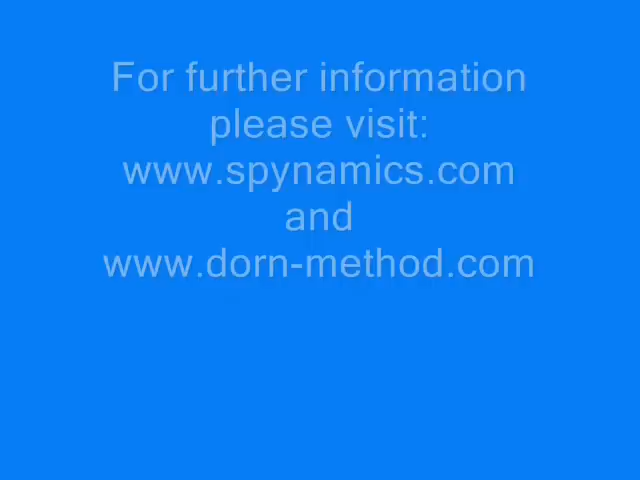 For further information
please visit:
www.spynamics.com
and
www.dorn-method.com